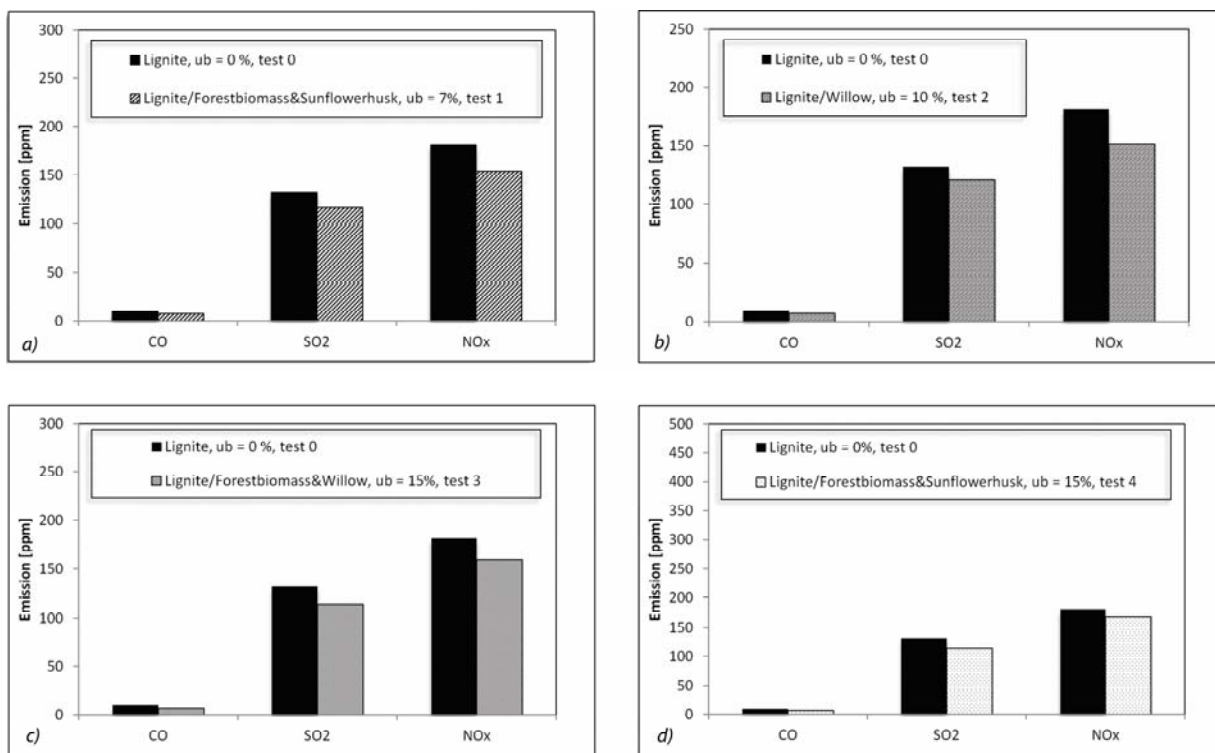 Emission [ppm]
300
250
200
150
100
50
0
Lignite, ub = 0 %, test 0
Lignite/Forestbiomass&Sunflowerhusk, ub = 7%, test 1
CO
SO2
NOx
a)
Emission [ppm]
250
200
150
100
50
0
Lignite, ub = 0 %, test 0
Lignite/Willow, ub = 10 %, test 2
CO
SO2
NOx
b)
Emission [ppm]
300
250
200
150
100
50
0
Lignite, ub = 0 %, test 0
Lignite/Forestbiomass&Willow, ub = 15%, test 3
CO
SO2
NOx
c)
Emission [ppm]
500
450
400
350
300
250
200
150
100
50
0
Lignite, ub = 0%, test 0
Lignite/Forestbiomass&Sunflowerhusk, ub = 15%, test 4
CO
SO2
NOx
d)